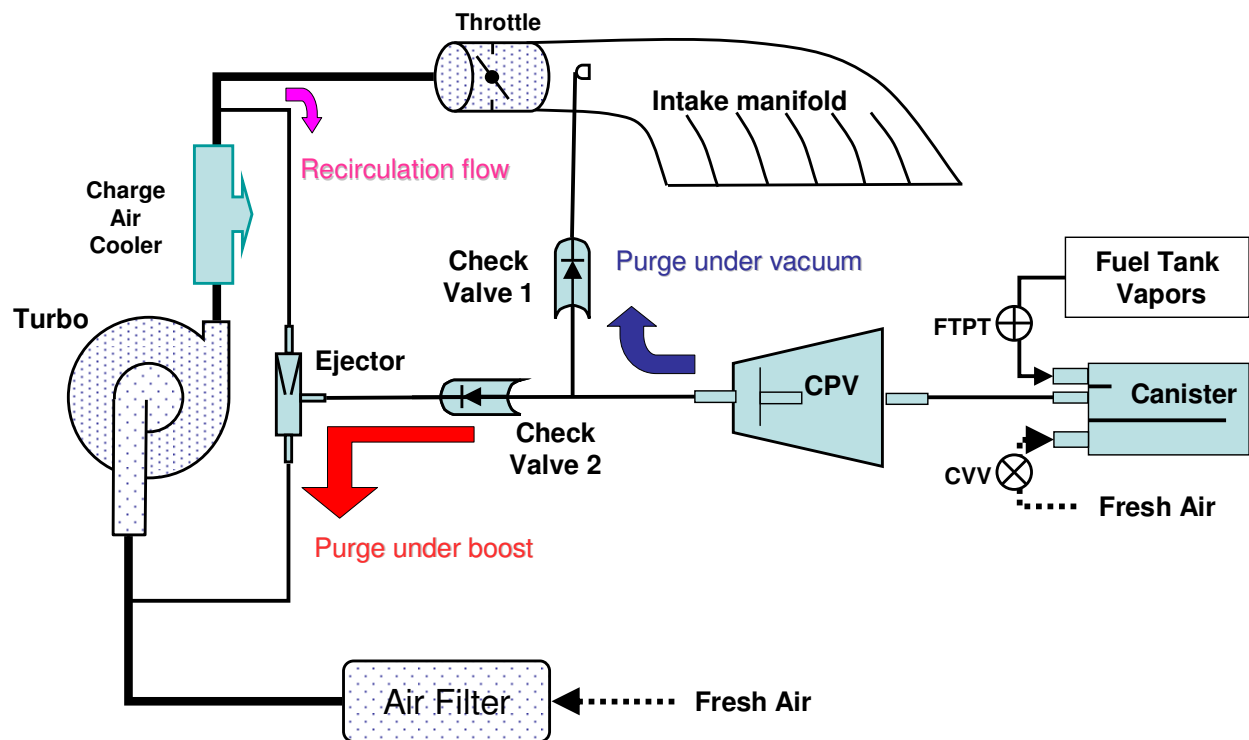 Throttle
Intake manifold
Recirculation flow
Charge
Air
Cooler
Check
Valve 1
Purge under vacuum
Fuel Tank
Vapors
Turbo
FTPT
Ejector
CPV
Canister
Check
Valve 2
CVV
Fresh Air
Purge under boost
Air Filter
Fresh Air